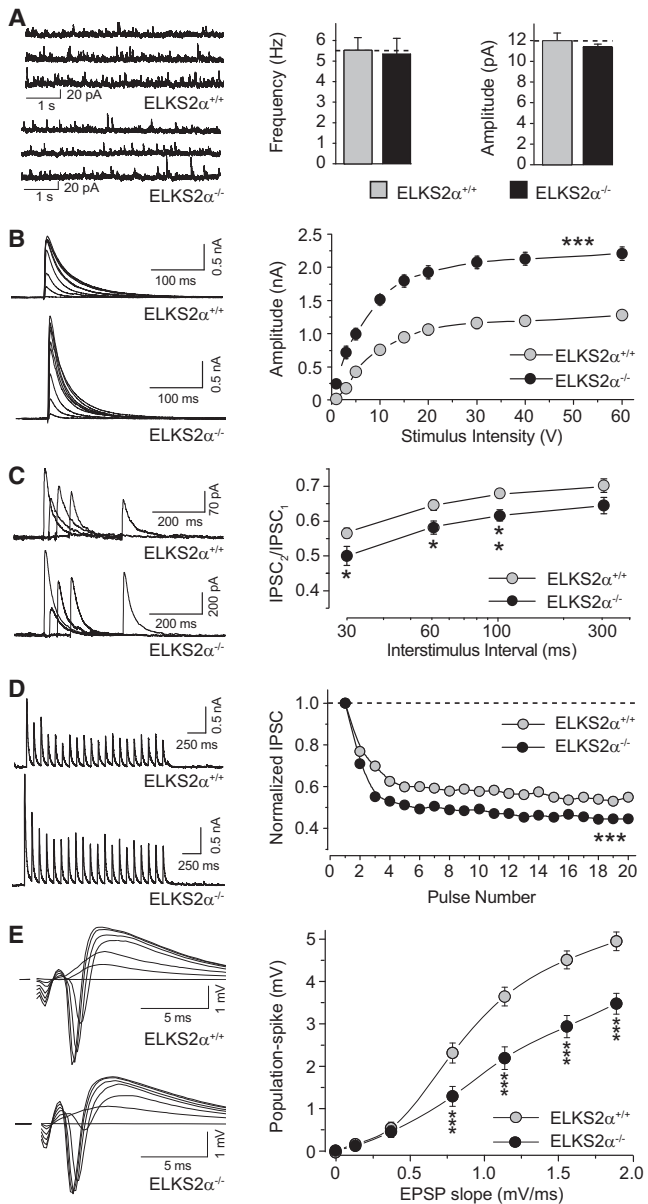 A
1 s
20 pA
ELKS2α+/+
1 s
20 pA
ELKS2α-/-
Frequency (Hz)
6
5
4
3
2
1
0
Amplitude (pA)
12
10
8
6
4
2
0
ELKS2α+/+
ELKS2α-/-
B
0.5 nA
100 ms
ELKS2α+/+
0.5 nA
100 ms
ELKS2α-/-
Amplitude (nA)
2.5
2.0
1.5
1.0
0.5
0
***
ELKS2α+/+
ELKS2α-/-
0 10 20 30 40 50 60
Stimulus Intensity (V)
C
70 pA
200 ms
ELKS2α+/+
200 pA
200 ms
ELKS2α-/-
IPSC2/IPSC1
0.7
0.6
0.5
0.4
*
*
*
*
ELKS2α+/+
ELKS2α-/-
30 60 100 300
Interstimulus Interval (ms)
D
0.5 nA
250 ms
ELKS2α+/+
0.5 nA
250 ms
ELKS2α-/-
Normalized IPSC
1.0
0.8
0.6
0.4
ELKS2α+/+
ELKS2α-/-
***
0 2 4 6 8 10 12 14 16 18 20
Pulse Number
E
1 mV
5 ms
ELKS2α+/+
1 mV
5 ms
ELKS2α-/-
Population-spike (mV)
5
4
3
2
1
0
***
***
***
***
ELKS2α+/+
ELKS2α-/-
0 0.5 1.0 1.5 2.0
EPSP slope (mV/ms)